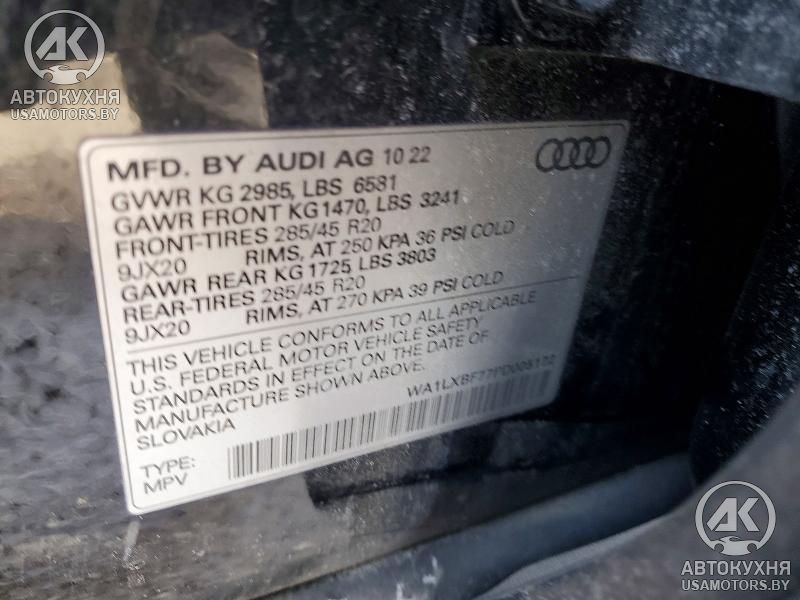 AK
АВТОКУХНЯ
USAMOTORS.BY
MFD. BY AUDI AG 10 22
GVWR KG 2985, LBS 6581
GAWR FRONT KG1470, LBS 3241
FRONT-TIRES 285/45 R20
9JX20 RIMS, AT 250 KPA 36 PSI COLD
GAWR REAR KG 1725 LBS 3803
REAR-TIRES 285/45 R20
9JX20 RIMS, AT 270 KPA 39 PSI COLD
THIS VEHICLE CONFORMS TO ALL APPLICABLE
U.S. FEDERAL MOTOR VEHICLE SAFETY
STANDARDS IN EFFECT ON THE DATE OF
MANUFACTURE SHOWN ABOVE.
SLOVAKIA
TYPE:
MPV
AK
АВТОКУХНЯ
USAMOTORS.BY